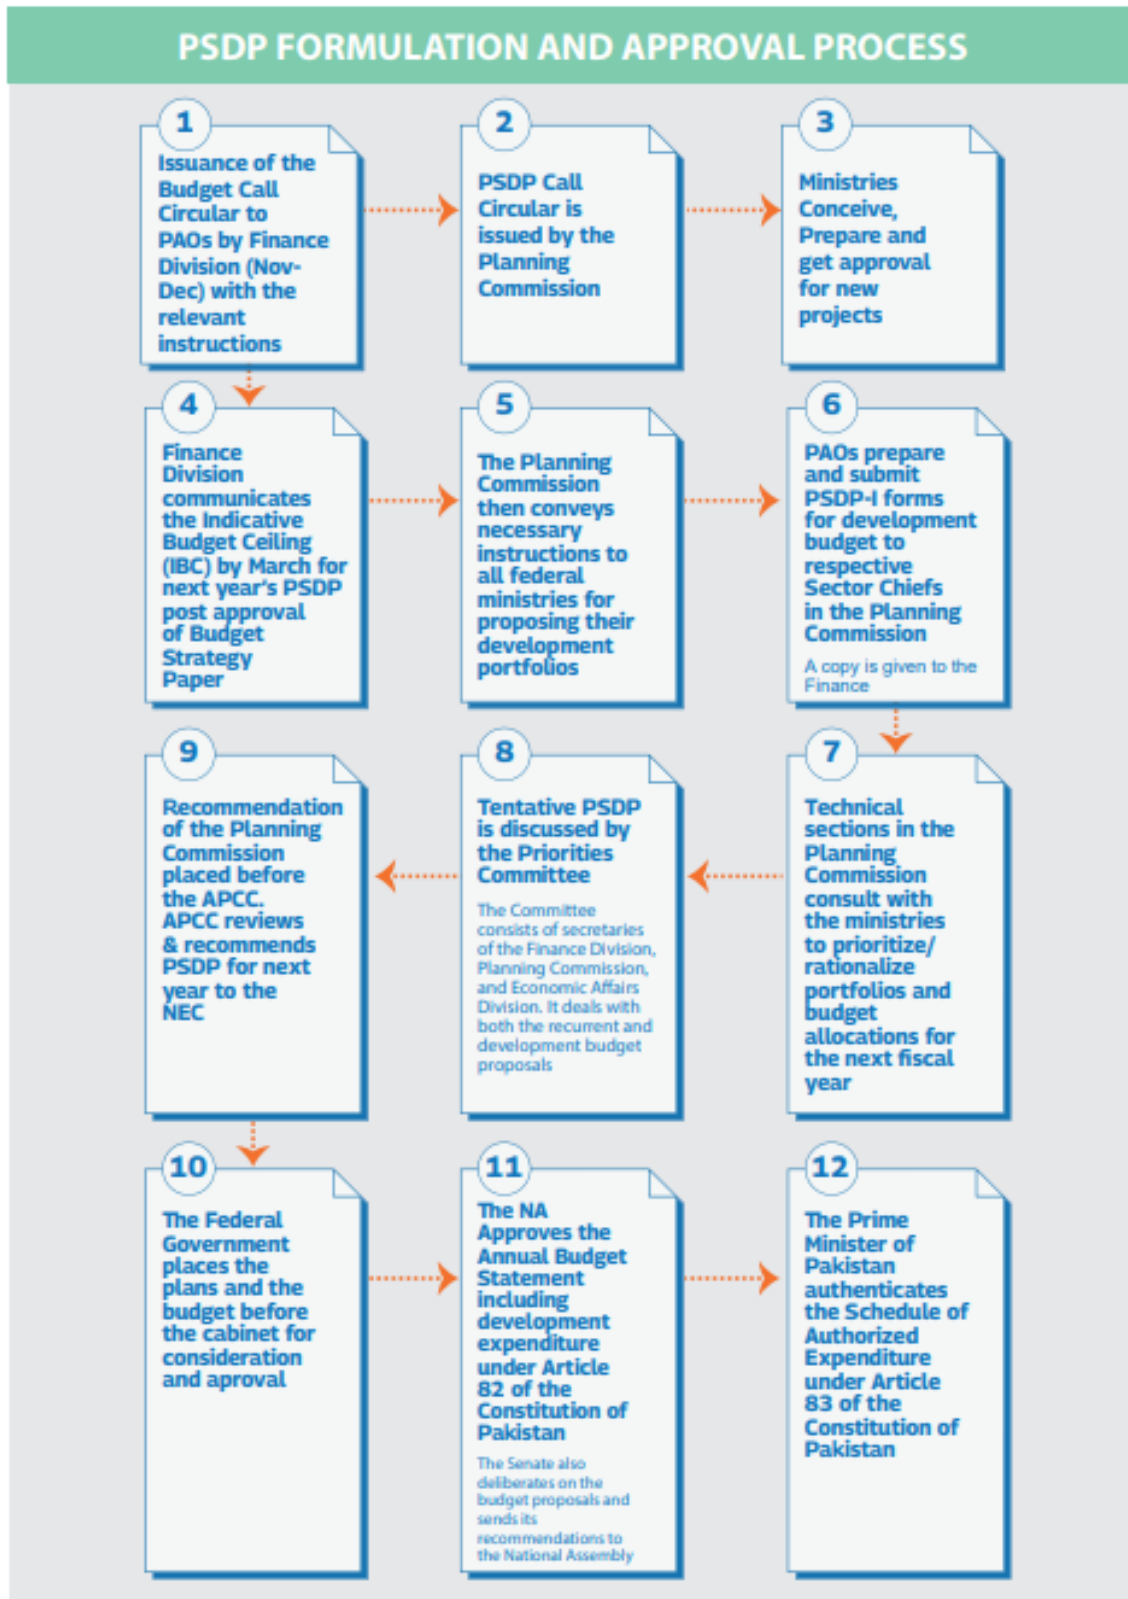 PSDP FORMULATION AND APPROVAL PROCESS
1
Issuance of the
Budget Call
Circular to
PAOs by Finance
Division (Nov-
Dec) with the
relevant
instructions
2
PSDP Call
Circular is
issued by the
Planning
Commission
3
Ministries
Conceive,
Prepare and
get approval
for new
projects
4
Finance
Division
communicates
the Indicative
Budget Ceiling
(IBC) by March for
next year's PSDP
post approval
of Budget
Strategy
Paper
5
The Planning
Commission
then conveys
necessary
instructions to
all federal
ministries for
proposing their
development
portfolios
6
PAOs prepare
and submit
PSDP-I forms
for development
budget to
respective
Sector Chiefs
in the Planning
Commission
A copy is given to the
Finance
7
Technical
sections in the
Planning
Commission
consult with
the ministries
to prioritize/
rationalize
portfolios and
budget
allocations for
the next fiscal
year
8
Tentative PSDP
is discussed by
the Priorities
Committee
The Committee
consists of secretaries
of the Finance Division,
Planning Commission,
and Economic Affairs
Division. It deals with
both the recurrent and
development budget
proposals
9
Recommendation
of the Planning
Commission
placed before
the APCC.
APCC reviews
& recommends
PSDP for next
year to the
NEC
10
The Federal
Government
places the
plans and the
budget before
the cabinet for
consideration
and aproval
11
The NA
Approves the
Annual Budget
Statement
including
development
expenditure
under Article
82 of the
Constitution of
Pakistan
The Senate also
deliberates on the
budget proposals and
sends its
recommendations to
the National Assembly
12
The Prime
Minister of
Pakistan
authenticates
the Schedule of
Authorized
Expenditure
under Article
83 of the
Constitution of
Pakistan